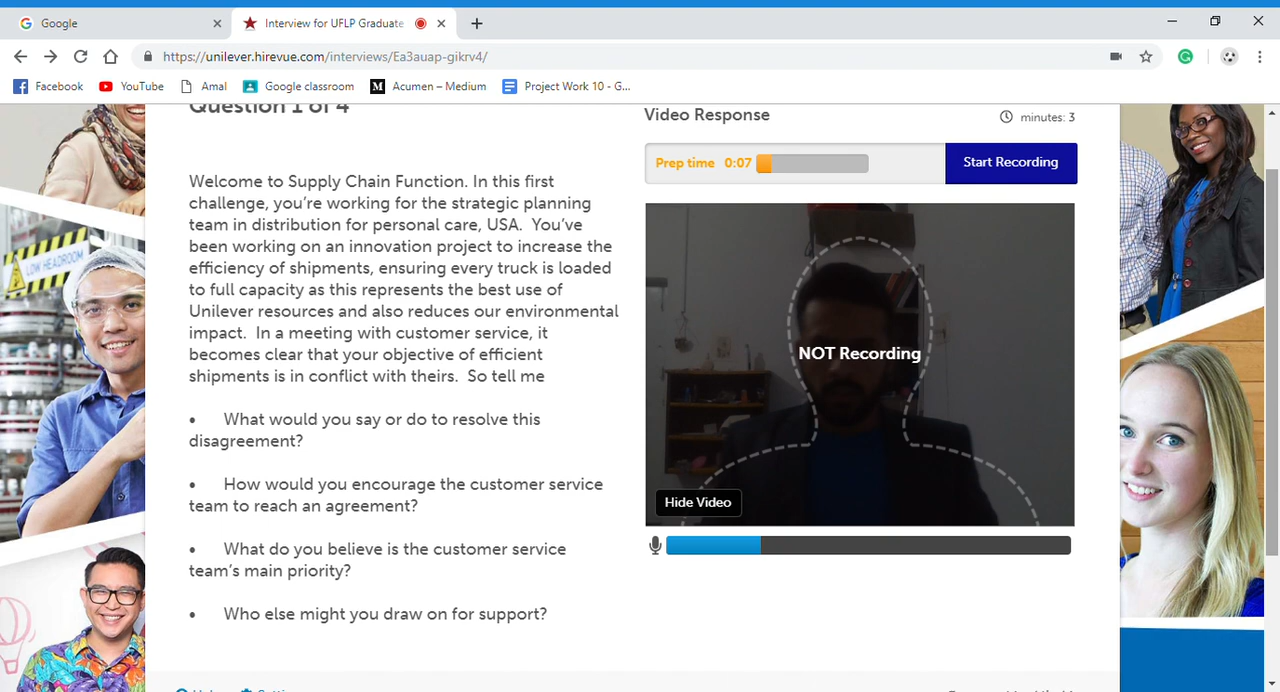 Google
Interview for UFLP Graduate
https://unilever.hirevue.com/interviews/Ea3auap-gikrv4/
Facebook
YouTube
Amal
Google classroom
Acumen – Medium
Project Work 10 - G...
Question 1 of 4
Welcome to Supply Chain Function. In this first
challenge, you’re working for the strategic planning
team in distribution for personal care, USA. You’ve
been working on an innovation project to increase the
efficiency of shipments, ensuring every truck is loaded
to full capacity as this represents the best use of
Unilever resources and also reduces our environmental
impact. In a meeting with customer service, it
becomes clear that your objective of efficient
shipments is in conflict with theirs. So tell me
• What would you say or do to resolve this
disagreement?
• How would you encourage the customer service
team to reach an agreement?
• What do you believe is the customer service
team’s main priority?
• Who else might you draw on for support?
Video Response
minutes: 3
Prep time 0:07
Start Recording
NOT Recording
Hide Video
LOW HEADROOM